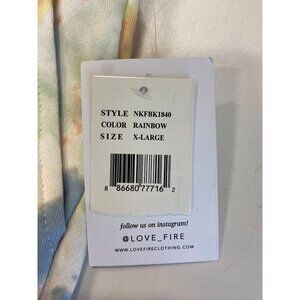 STYLE NKFBK1840
COLOR RAINBOW
SIZE X-LARGE
8 86680 77716 2
follow us on instagram!
@LOVE_FIRE
WWW.LOVEFIRECLOTHING.COM